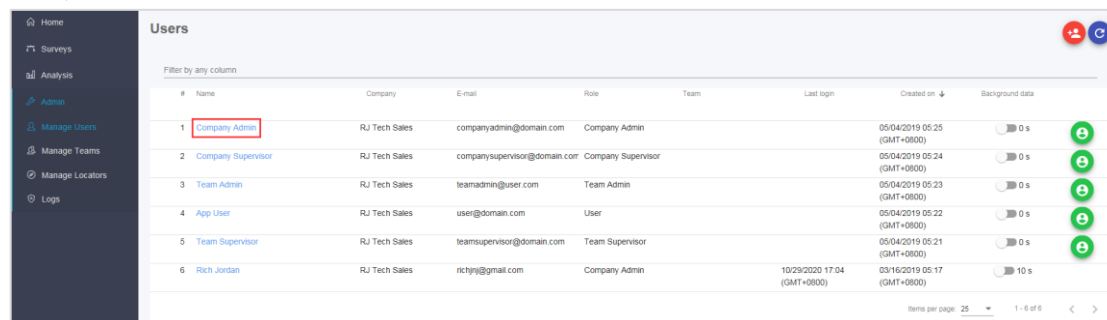 Home
Surveys
Analysis
Admin
Manage Users
Manage Teams
Manage Locators
Logs
Users
Filter by any column
# Name Company E-mail Role Team Last login Created on Background data
1 Company Admin RJ Tech Sales companyadmin@domain.com Company Admin 05/04/2019 05:25 0 s
(GMT+0800)
2 Company Supervisor RJ Tech Sales companysupervisor@domain.com Company Supervisor 05/04/2019 05:24 0 s
(GMT+0800)
3 Team Admin RJ Tech Sales teamadmin@user.com Team Admin 05/04/2019 05:23 0 s
(GMT+0800)
4 App User RJ Tech Sales user@domain.com User 05/04/2019 05:22 0 s
(GMT+0800)
5 Team Supervisor RJ Tech Sales teamsupervisor@domain.com Team Supervisor 05/04/2019 05:21 0 s
(GMT+0800)
6 Rich Jordan RJ Tech Sales richjnj@gmail.com Company Admin 10/29/2020 17:04 03/16/2019 05:17 10 s
(GMT+0800) (GMT+0800)
Items per page: 25 1 - 6 of 6